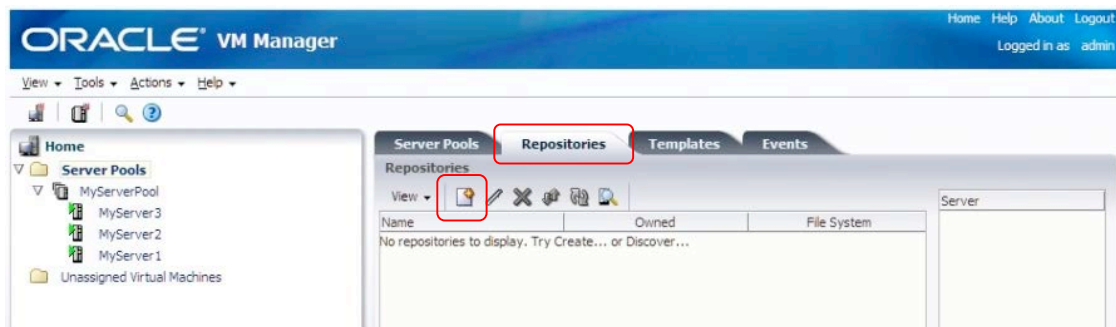 Home Help About Logout
ORACLE VM Manager
Logged in as admin
View Tools Actions Help
Home
Server Pools
MyServerPool
MyServer3
MyServer2
MyServer1
Unassigned Virtual Machines
Server Pools Repositories Templates Events
Repositories
View
Name Owned File System
No repositories to display. Try Create... or Discover...
Server